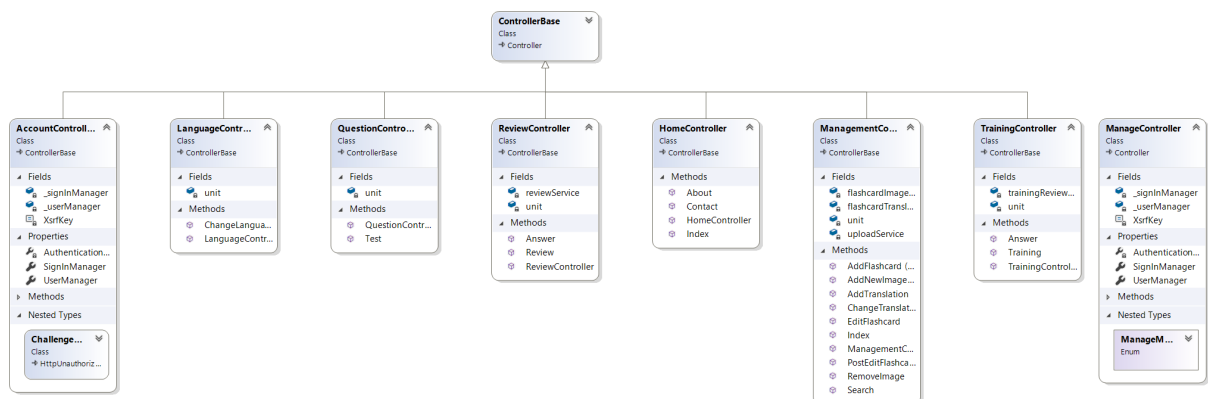 ControllerBase
Class
Controller
AccountControll...
Class
ControllerBase
Fields
_signInManager
_userManager
XsrfKey
Properties
Authentication...
SignInManager
UserManager
Methods
Nested Types
Challenge...
Class
HttpUnauthoriz...
LanguageContr...
Class
ControllerBase
Fields
unit
Methods
ChangeLangua...
LanguageContr...
QuestionContro...
Class
ControllerBase
Fields
unit
Methods
QuestionContr...
Test
ReviewController
Class
ControllerBase
Fields
reviewService
unit
Methods
Answer
Review
ReviewController
HomeController
Class
ControllerBase
Methods
About
Contact
HomeController
Index
ManagementCo...
Class
ControllerBase
Fields
flashcardImage...
flashcardTransl...
unit
uploadService
Methods
AddFlashcard (...
AddNewImage...
AddTranslation
ChangeTranslat...
EditFlashcard
Index
ManagementC...
PostEditFlashca...
RemoveImage
Search
TrainingController
Class
ControllerBase
Fields
trainingReview...
unit
Methods
Answer
Training
TrainingControl...
ManageController
Class
Controller
Fields
_signInManager
_userManager
XsrfKey
Properties
Authentication...
SignInManager
UserManager
Methods
Nested Types
ManageM...
Enum